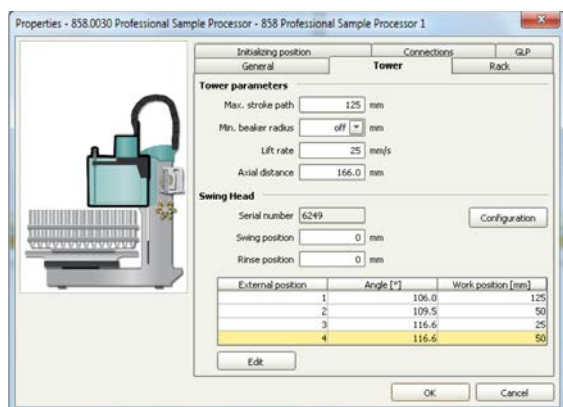 Properties - 858.0030 Professional Sample Processor - 858 Professional Sample Processor 1
Initializing position Connections GLP
General Tower Rack
Tower parameters
Max. stroke path 125 mm
Min. beaker radius off mm
Lift rate 25 mm/s
Axial distance 166.0 mm
Swing Head
Serial number 6249 Configuration
Swing position 0 mm
Rinse position 0 mm
External position Angle [°] Work position [mm]
1 106.0 125
2 109.5 50
3 116.6 25
4 116.6 50
Edit
OK Cancel